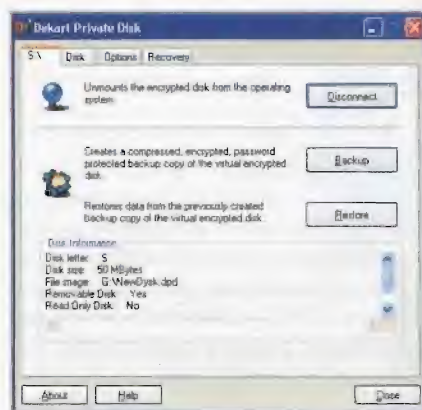 Dekart Private Disk
S:\ Disk Options Recovery
Unmounts the encrypted disk from the operating
system.
Disconnect
Creates a compressed, encrypted, password
protected backup copy of the virtual encrypted
disk.
Backup
Restores data from the previously created
backup copy of the virtual encrypted disk
Restore
Disk Information
Disk letter: S
Disk size: 50 MBytes
File image: G:\NewDysk.dpd
Removable Disk: Yes
Read Only Disk: No
About Help Close